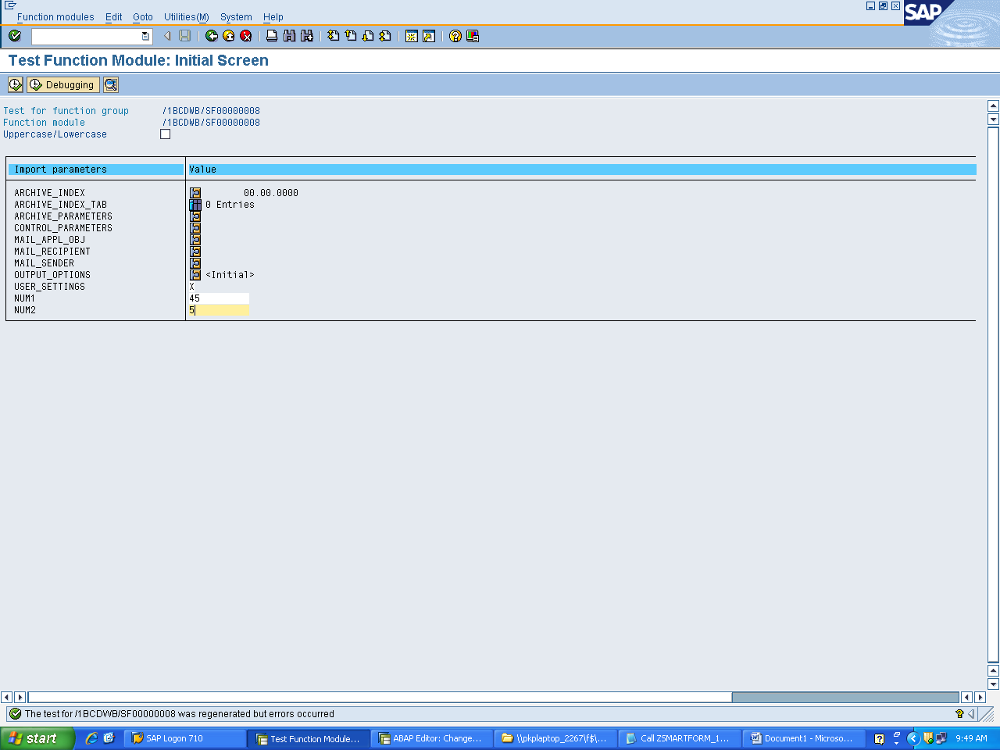 Function modules Edit Goto Utilities(M) System Help
SAP
Test Function Module: Initial Screen
Debugging
Test for function group /1BCDWB/SF00000008
Function module /1BCDWB/SF00000008
Uppercase/Lowercase
Import parameters Value
ARCHIVE_INDEX 00.00.0000
ARCHIVE_INDEX_TAB 0 Entries
ARCHIVE_PARAMETERS
CONTROL_PARAMETERS
MAIL_APPL_OBJ
MAIL_RECIPIENT
MAIL_SENDER
OUTPUT_OPTIONS <Initial>
USER_SETTINGS X
NUM1 45
NUM2 5
The test for /1BCDWB/SF00000008 was regenerated but errors occurred
start SAP Logon 710 Test Function Module... ABAP Editor: Change... \\pkplaptop_2267\f$\... Call ZSMARTFORM_1... Document1 - Microso... 9:49 AM